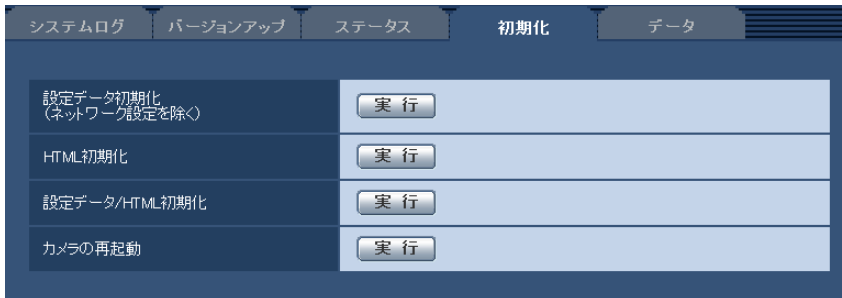 システムログ バージョンアップ ステータス 初期化 データ
設定データ初期化
(ネットワーク設定を除く)
実 行
HTML初期化
実 行
設定データ/HTML初期化
実 行
カメラの再起動
実 行